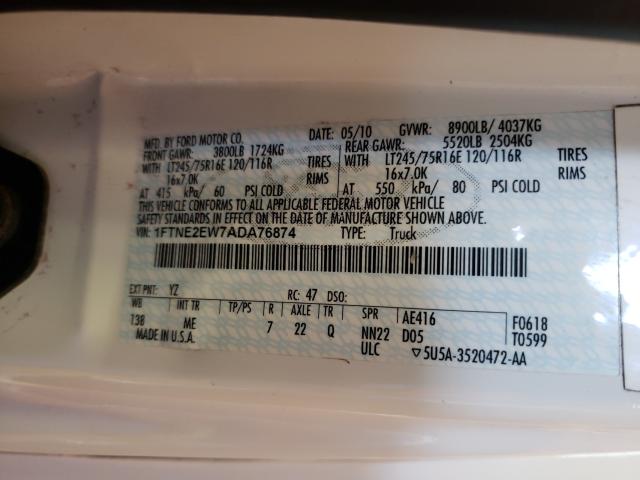 MFD. BY FORD MOTOR CO. DATE: 05/10 GVWR: 8900LB/ 4037KG
FRONT GAWR: 3800LB 1724KG REAR GAWR: 5520LB 2504KG
WITH LT245/75R16E 120/116R TIRES WITH LT245/75R16E 120/116R TIRES
16x7.0K RIMS 16x7.0K RIMS
AT 415 kPa/ 60 PSI COLD AT 550 kPa/ 80 PSI COLD
THIS VEHICLE CONFORMS TO ALL APPLICABLE FEDERAL MOTOR VEHICLE
SAFETY STANDARDS IN EFFECT ON THE DATE OF MANUFACTURE SHOWN ABOVE.
VIN: 1FTNE2EW7ADA76874 TYPE: Truck
EXT PNT: YZ RC: 47 DSO:
WB INT TR TP/PS R AXLE TR SPR AE416 F0618
138 ME 7 22 Q NN22 D05 T0599
MADE IN U.S.A. ULC ▽5U5A-3520472-AA